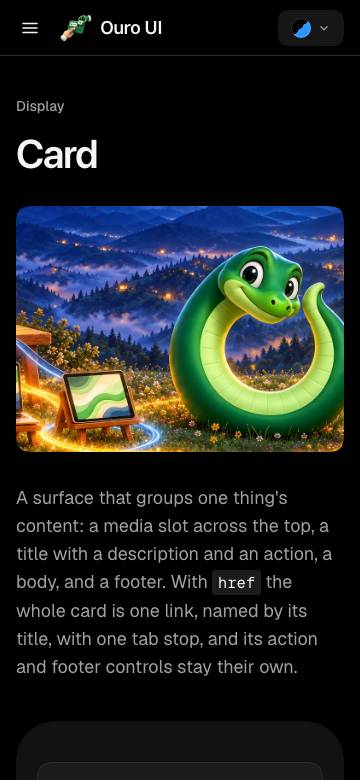 Ouro UI
Display
Card
A surface that groups one thing's
content: a media slot across the top, a
title with a description and an action, a
body, and a footer. With href the
whole card is one link, named by its
title, with one tab stop, and its action
and footer controls stay their own.